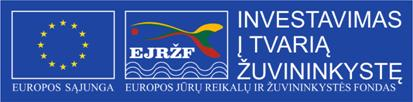 EUROPOS SĄJUNGA
EJRŽF
EUROPOS JŪRŲ REIKALŲ IR ŽUVININKYSTĖS FONDAS
INVESTAVIMAS
Į TVARIĄ
ŽUVININKYSTĘ